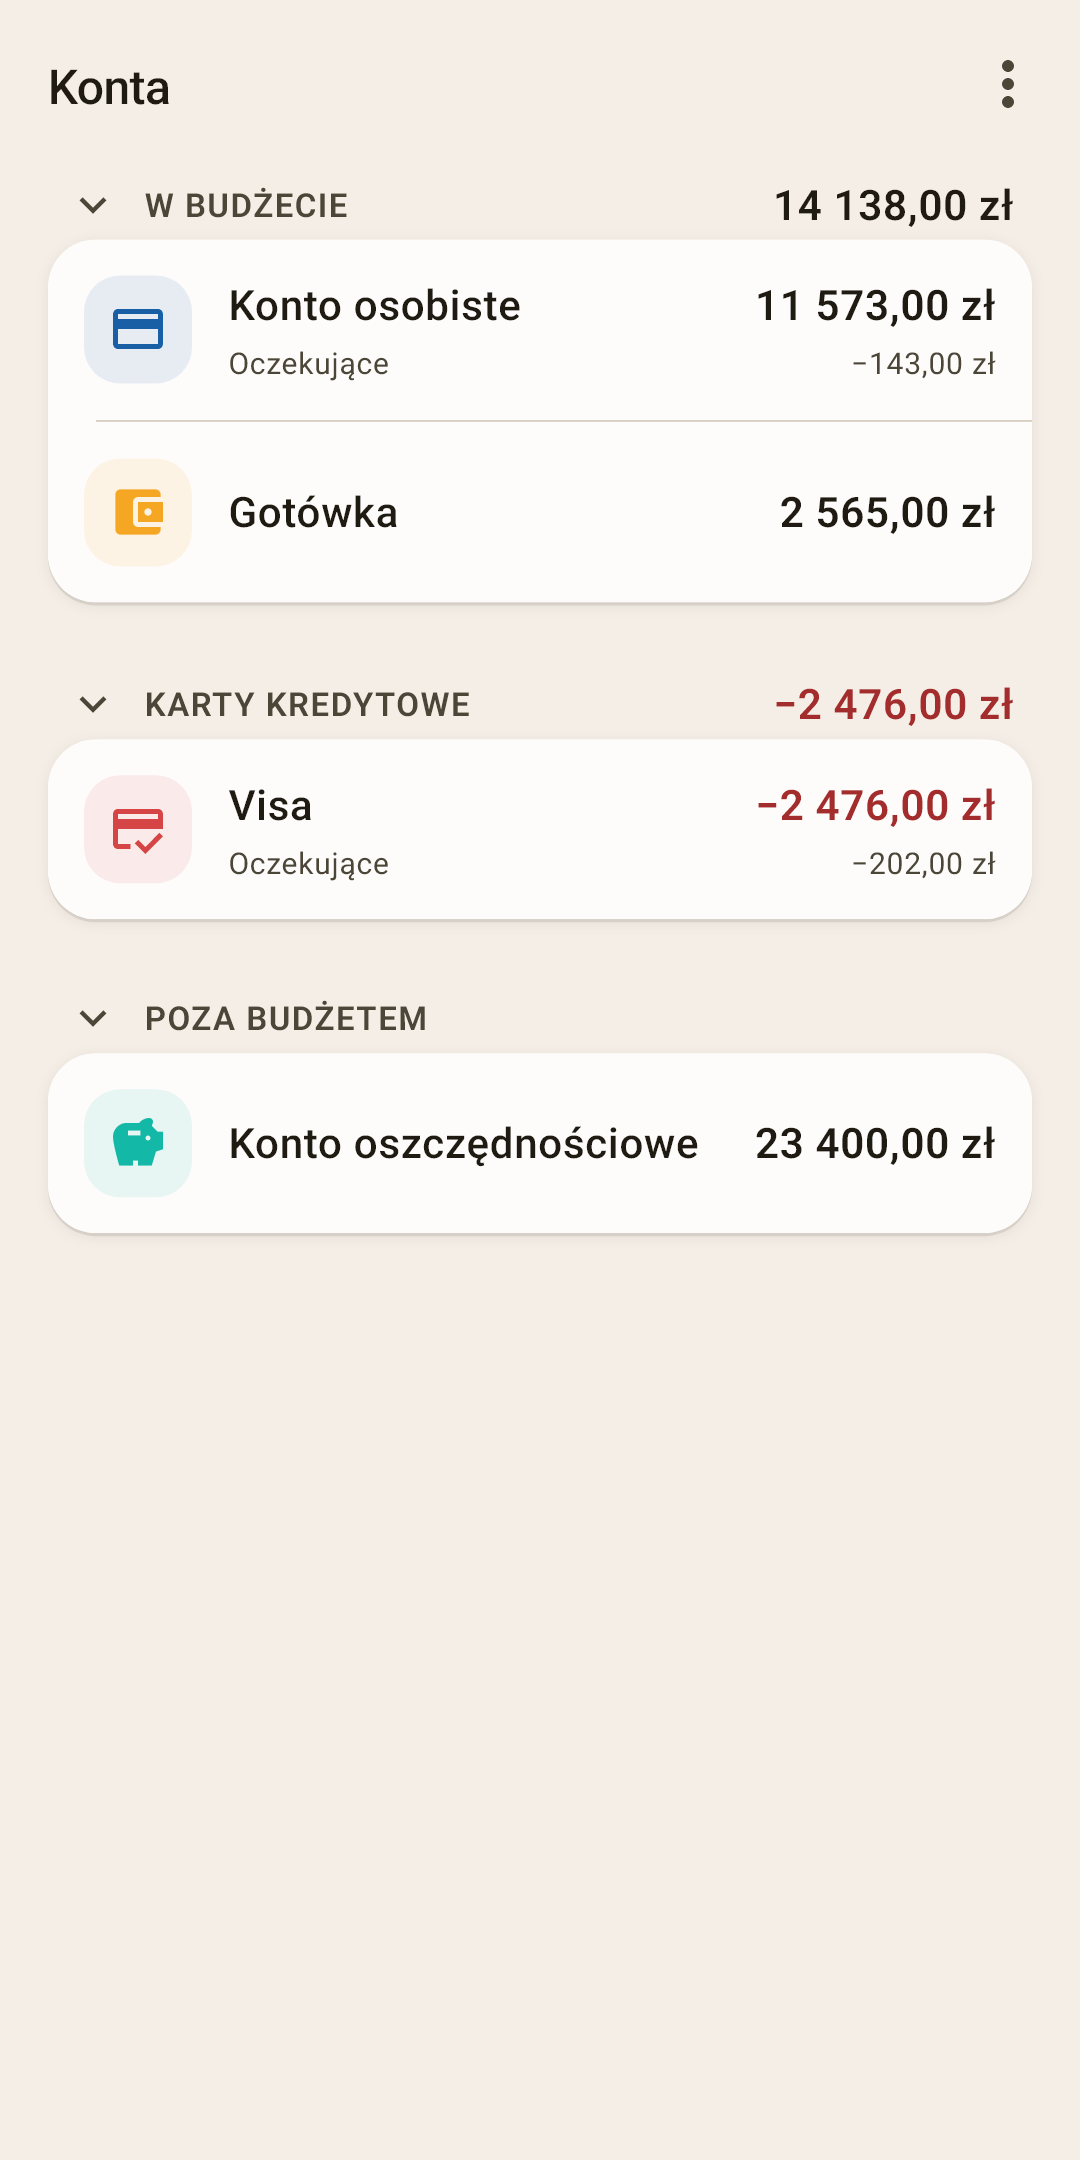 Konta
W BUDŻECIE 14 138,00 zł
Konto osobiste 11 573,00 zł
Oczekujące −143,00 zł
Gotówka 2 565,00 zł
KARTY KREDYTOWE −2 476,00 zł
Visa −2 476,00 zł
Oczekujące −202,00 zł
POZA BUDŻETEM
Konto oszczędnościowe 23 400,00 zł